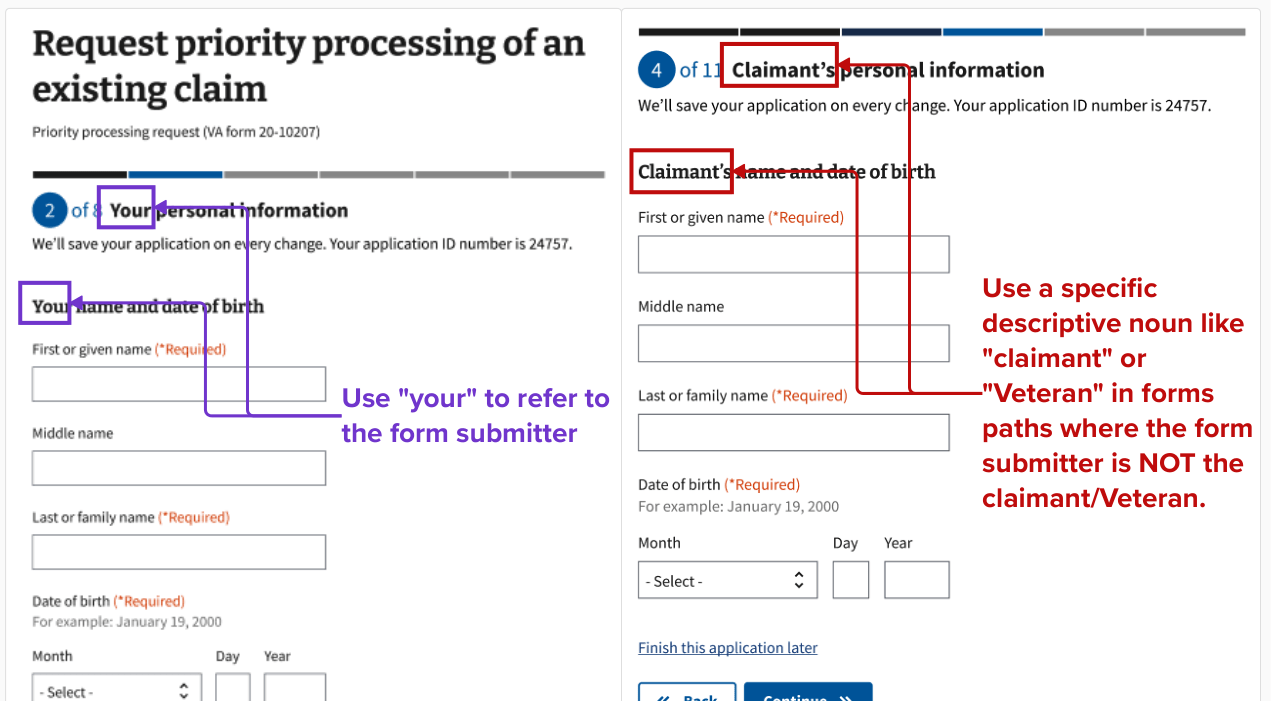 Request priority processing of an
existing claim
Priority processing request (VA form 20-10207)
2 of 8 Your personal information
We'll save your application on every change. Your application ID number is 24757.
Your name and date of birth
First or given name (*Required)
Middle name
Last or family name (*Required)
Date of birth (*Required)
For example: January 19, 2000
Month Day Year
- Select -
Use "your" to refer to
the form submitter
4 of 11 Claimant's personal information
We'll save your application on every change. Your application ID number is 24757.
Claimant's name and date of birth
First or given name (*Required)
Middle name
Last or family name (*Required)
Date of birth (*Required)
For example: January 19, 2000
Month Day Year
- Select -
Finish this application later
« Back Continue »
Use a specific
descriptive noun like
"claimant" or
"Veteran" in forms
paths where the form
submitter is NOT the
claimant/Veteran.